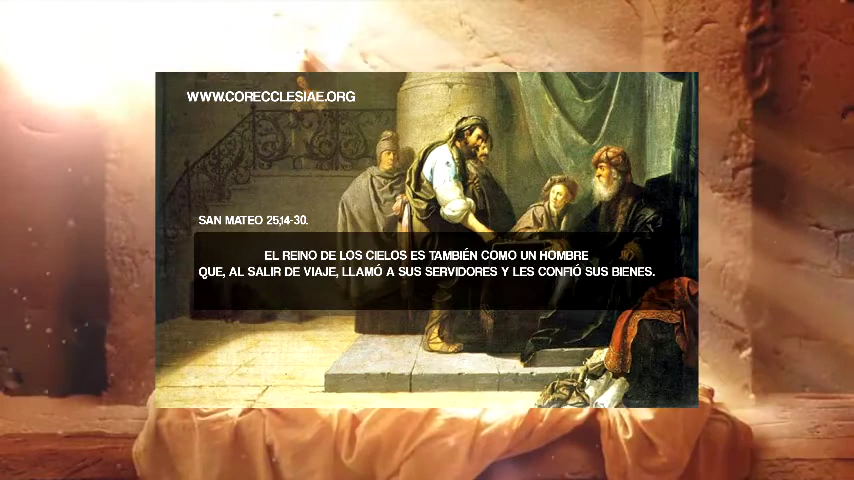 WWW.CORECCLESIAE.ORG
SAN MATEO 25,14-30.
EL REINO DE LOS CIELOS ES TAMBIÉN COMO UN HOMBRE
QUE, AL SALIR DE VIAJE, LLAMÓ A SUS SERVIDORES Y LES CONFIÓ SUS BIENES.